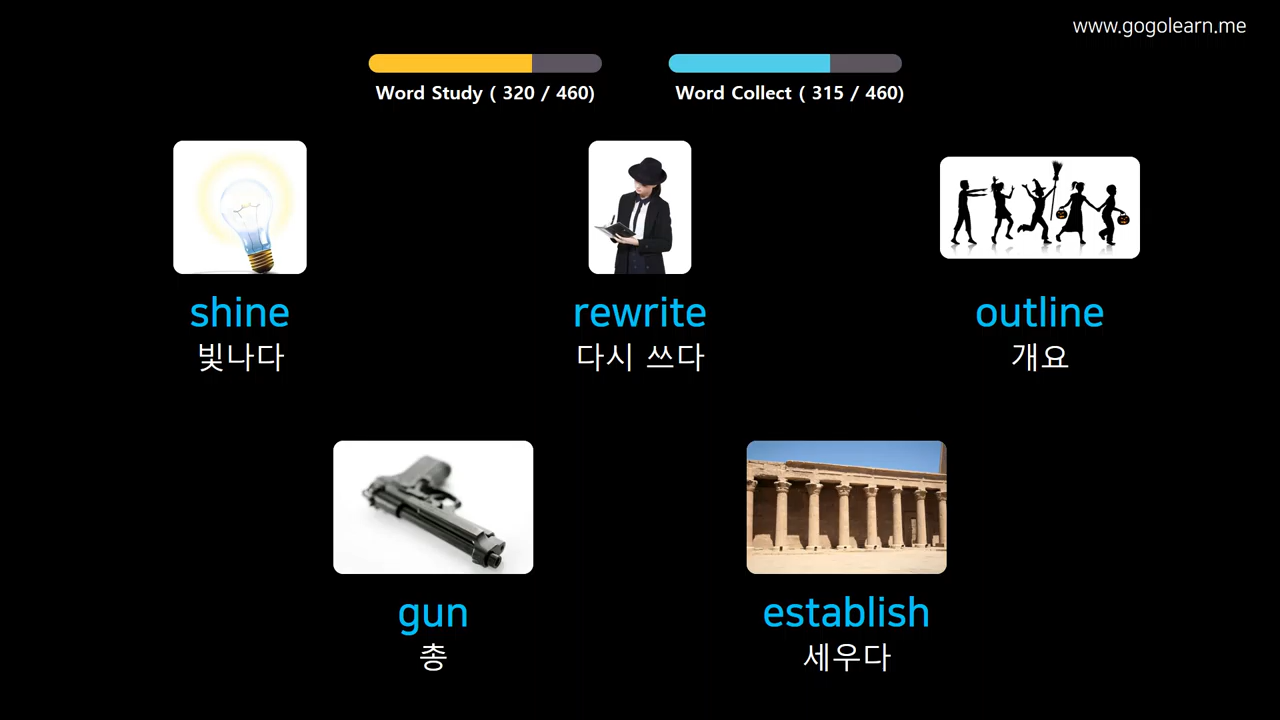 www.gogolearn.me
Word Study ( 320 / 460)
Word Collect ( 315 / 460)
shine
빛나다
rewrite
다시 쓰다
outline
개요
gun
총
establish
세우다